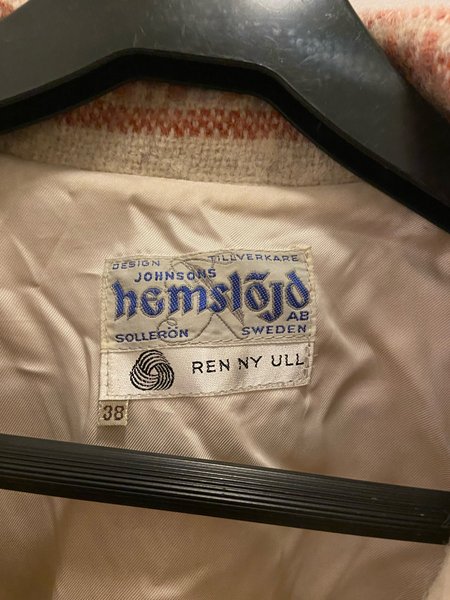 DESIGN TILLVERKARE
JOHNSONS
hemslöjd
AB
SOLLERÖN SWEDEN
REN NY ULL
38